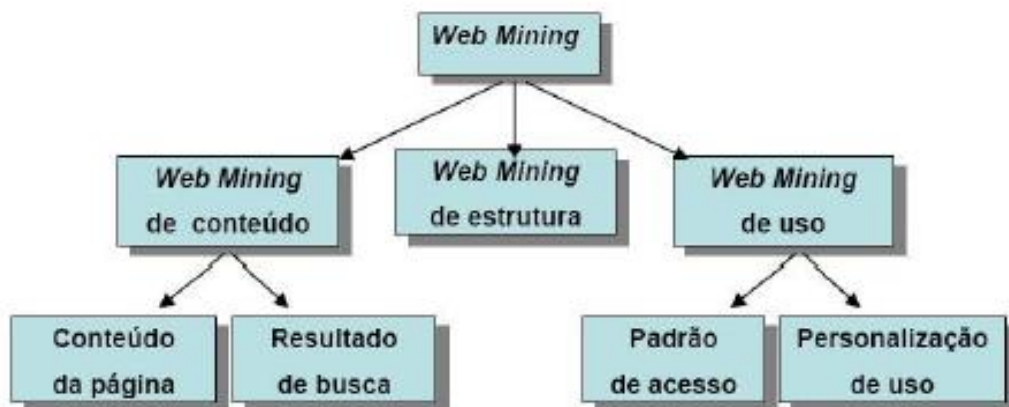 Web Mining
Web Mining
de conteúdo
Web Mining
de estrutura
Web Mining
de uso
Conteúdo
da página
Resultado
de busca
Padrão
de acesso
Personalização
de uso